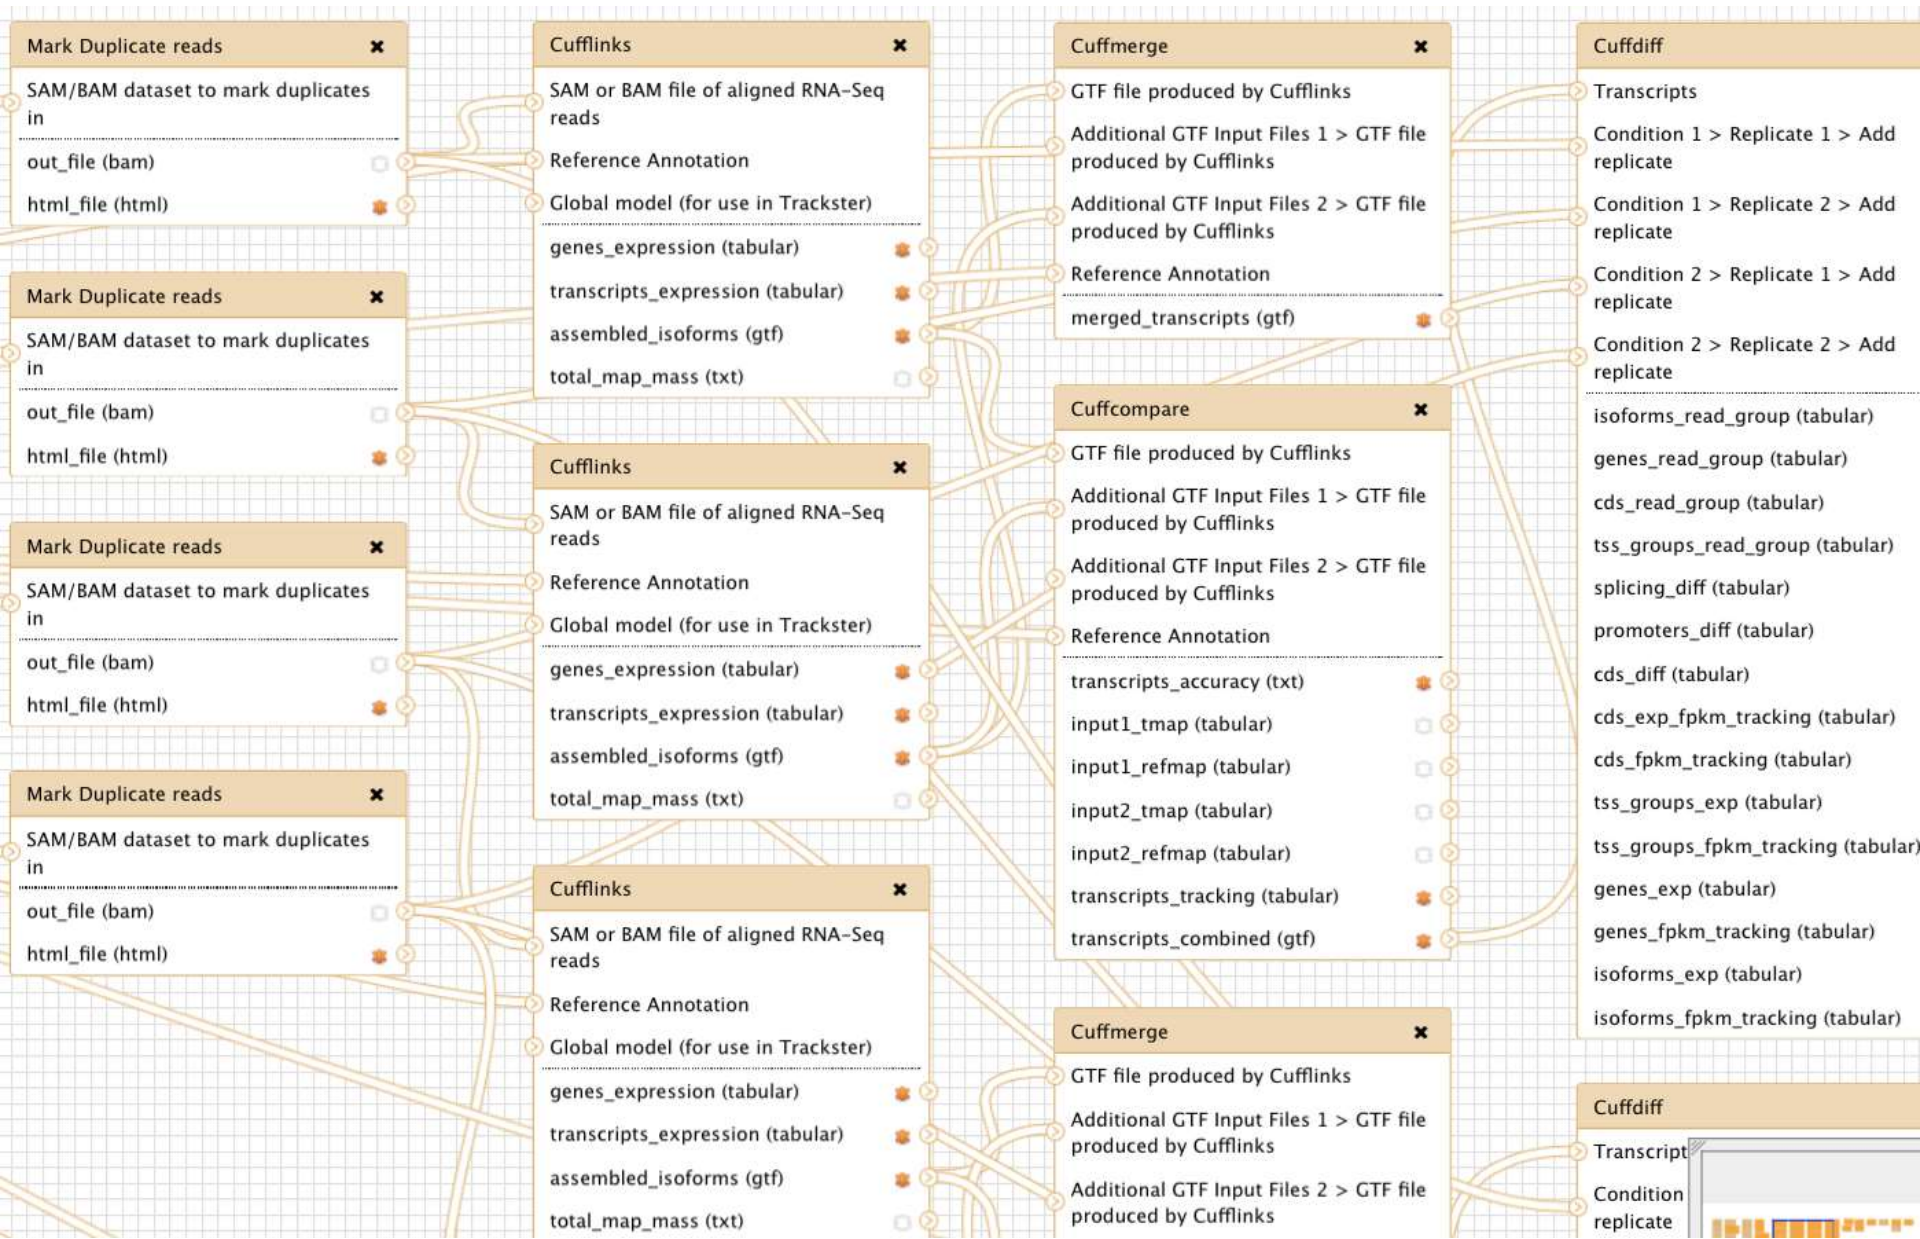 Mark Duplicate reads
SAM/BAM dataset to mark duplicates
in
out_file (bam)
html_file (html)
Mark Duplicate reads
SAM/BAM dataset to mark duplicates
in
out_file (bam)
html_file (html)
Mark Duplicate reads
SAM/BAM dataset to mark duplicates
in
out_file (bam)
html_file (html)
Mark Duplicate reads
SAM/BAM dataset to mark duplicates
in
out_file (bam)
html_file (html)
Cufflinks
SAM or BAM file of aligned RNA-Seq
reads
Reference Annotation
Global model (for use in Trackster)
genes_expression (tabular)
transcripts_expression (tabular)
assembled_isoforms (gtf)
total_map_mass (txt)
Cufflinks
SAM or BAM file of aligned RNA-Seq
reads
Reference Annotation
Global model (for use in Trackster)
genes_expression (tabular)
transcripts_expression (tabular)
assembled_isoforms (gtf)
total_map_mass (txt)
Cufflinks
SAM or BAM file of aligned RNA-Seq
reads
Reference Annotation
Global model (for use in Trackster)
genes_expression (tabular)
transcripts_expression (tabular)
assembled_isoforms (gtf)
total_map_mass (txt)
Cuffmerge
GTF file produced by Cufflinks
Additional GTF Input Files 1 > GTF file
produced by Cufflinks
Additional GTF Input Files 2 > GTF file
produced by Cufflinks
Reference Annotation
merged_transcripts (gtf)
Cuffcompare
GTF file produced by Cufflinks
Additional GTF Input Files 1 > GTF file
produced by Cufflinks
Additional GTF Input Files 2 > GTF file
produced by Cufflinks
Reference Annotation
transcripts_accuracy (txt)
input1_tmap (tabular)
input1_refmap (tabular)
input2_tmap (tabular)
input2_refmap (tabular)
transcripts_tracking (tabular)
transcripts_combined (gtf)
Cuffmerge
GTF file produced by Cufflinks
Additional GTF Input Files 1 > GTF file
produced by Cufflinks
Additional GTF Input Files 2 > GTF file
produced by Cufflinks
Cuffdiff
Transcripts
Condition 1 > Replicate 1 > Add
replicate
Condition 1 > Replicate 2 > Add
replicate
Condition 2 > Replicate 1 > Add
replicate
Condition 2 > Replicate 2 > Add
replicate
isoforms_read_group (tabular)
genes_read_group (tabular)
cds_read_group (tabular)
tss_groups_read_group (tabular)
splicing_diff (tabular)
promoters_diff (tabular)
cds_diff (tabular)
cds_exp_fpkm_tracking (tabular)
cds_fpkm_tracking (tabular)
tss_groups_exp (tabular)
tss_groups_fpkm_tracking (tabular)
genes_exp (tabular)
genes_fpkm_tracking (tabular)
isoforms_exp (tabular)
isoforms_fpkm_tracking (tabular)
Cuffdiff
Transcript
Condition
replicate